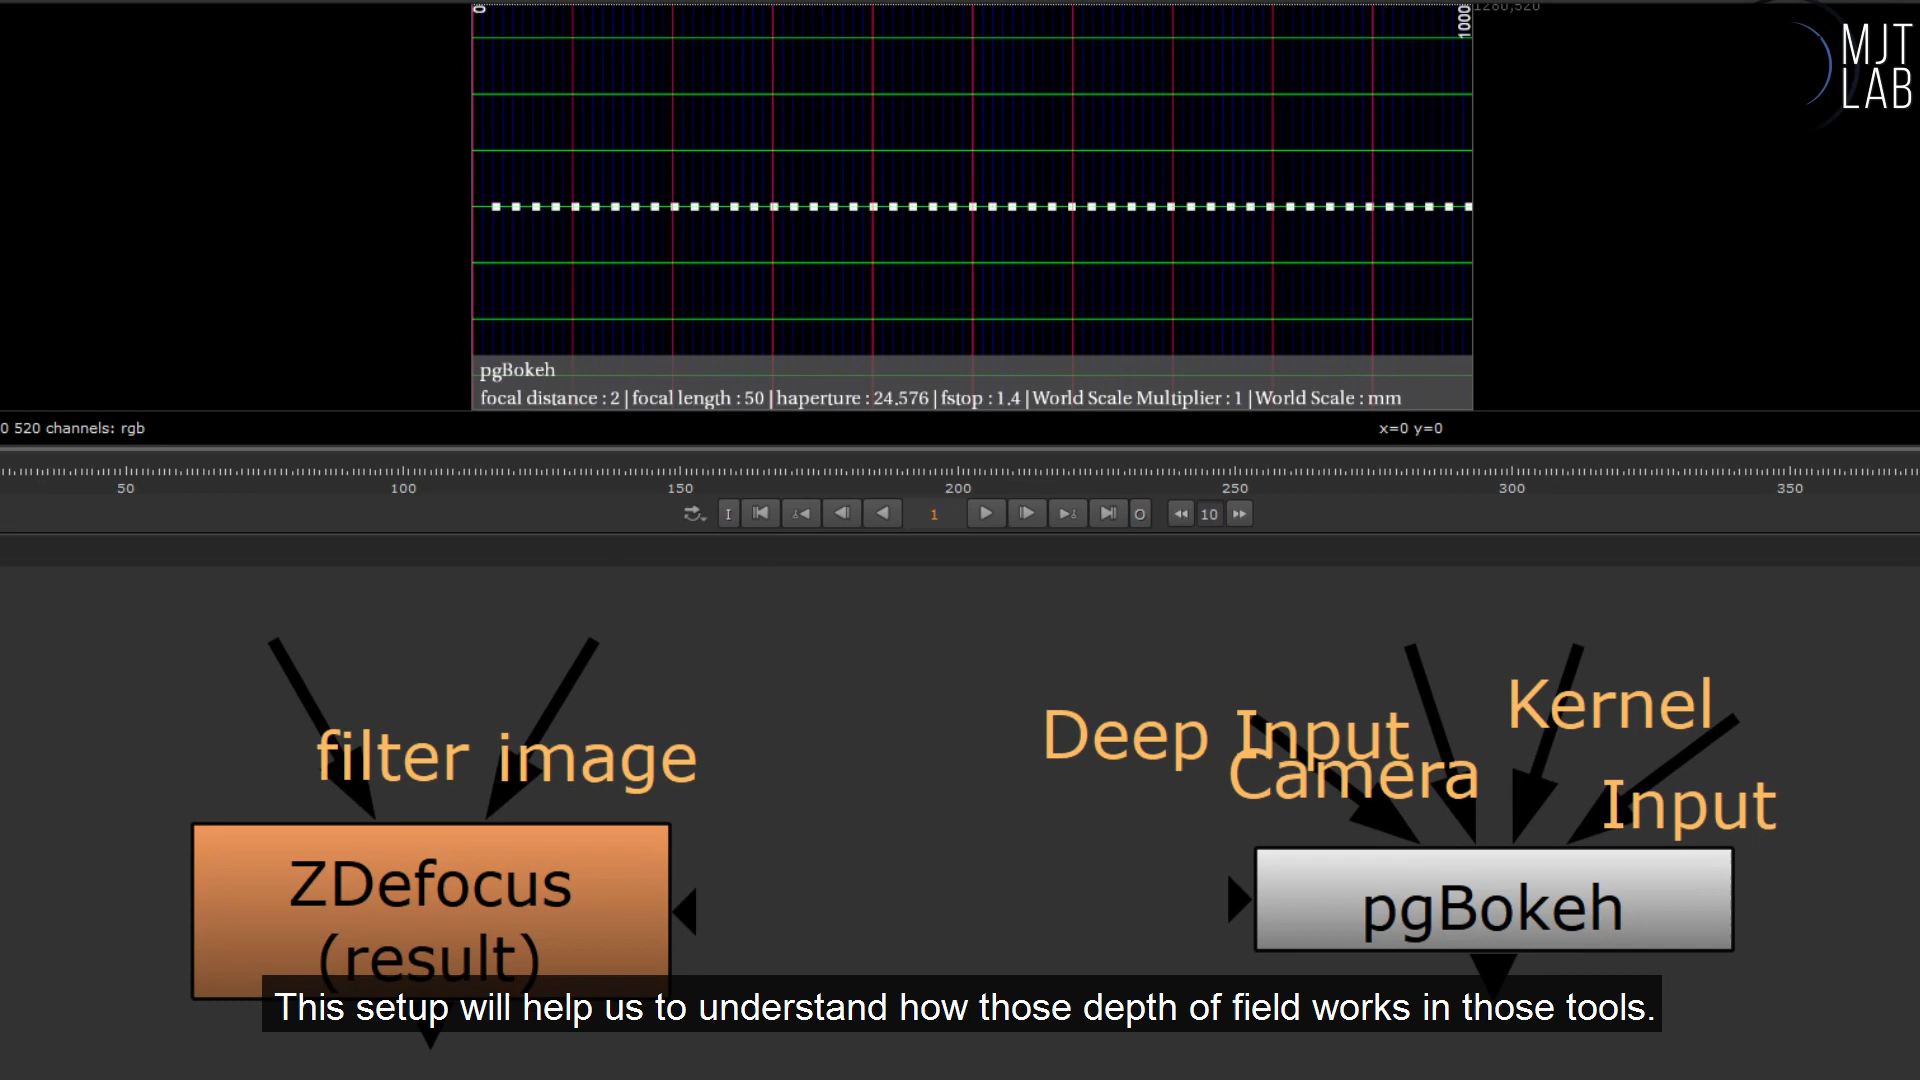 0
1000
1280,520
MJT
LAB
pgBokeh
focal distance : 2 | focal length : 50 | haperture : 24,576 | fstop : 1,4 | World Scale Multiplier : 1 | World Scale : mm
0 520 channels: rgb
x=0 y=0
50 100 150 200 250 300 350
I 1 O 10
filter image
Deep Input
Camera
Kernel
Input
ZDefocus
(result)
pgBokeh
This setup will help us to understand how those depth of field works in those tools.